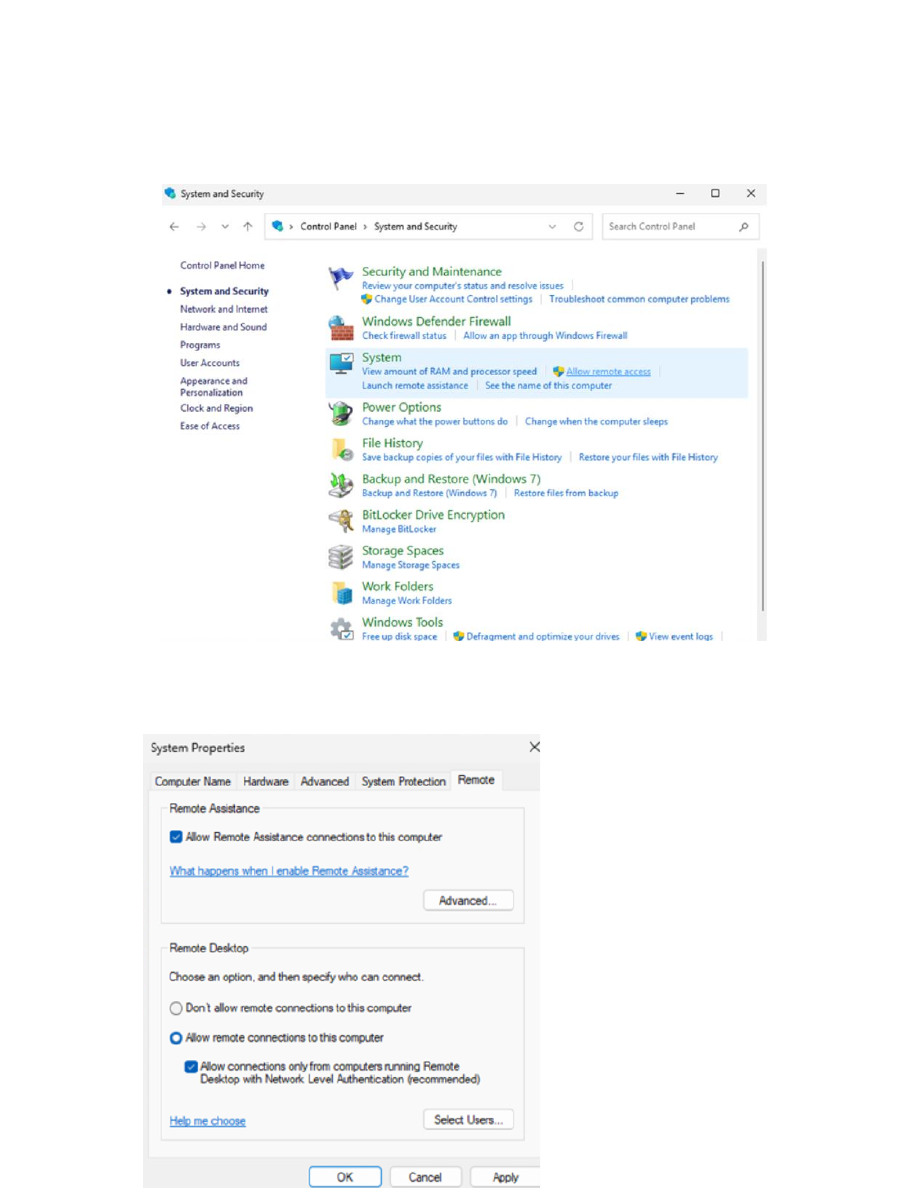 System and Security
Control Panel > System and Security
Search Control Panel
Control Panel Home
System and Security
Network and Internet
Hardware and Sound
Programs
User Accounts
Appearance and
Personalization
Clock and Region
Ease of Access
Security and Maintenance
Review your computer's status and resolve issues
Change User Account Control settings | Troubleshoot common computer problems
Windows Defender Firewall
Check firewall status | Allow an app through Windows Firewall
System
View amount of RAM and processor speed | Allow remote access
Launch remote assistance | See the name of this computer
Power Options
Change what the power buttons do | Change when the computer sleeps
File History
Save backup copies of your files with File History | Restore your files with File History
Backup and Restore (Windows 7)
Backup and Restore (Windows 7) | Restore files from backup
BitLocker Drive Encryption
Manage BitLocker
Storage Spaces
Manage Storage Spaces
Work Folders
Manage Work Folders
Windows Tools
Free up disk space | Defragment and optimize your drives | View event logs
System Properties
Computer Name Hardware Advanced System Protection Remote
Remote Assistance
Allow Remote Assistance connections to this computer
What happens when I enable Remote Assistance?
Advanced...
Remote Desktop
Choose an option, and then specify who can connect.
Don't allow remote connections to this computer
Allow remote connections to this computer
Allow connections only from computers running Remote
Desktop with Network Level Authentication (recommended)
Help me choose Select Users...
OK Cancel Apply